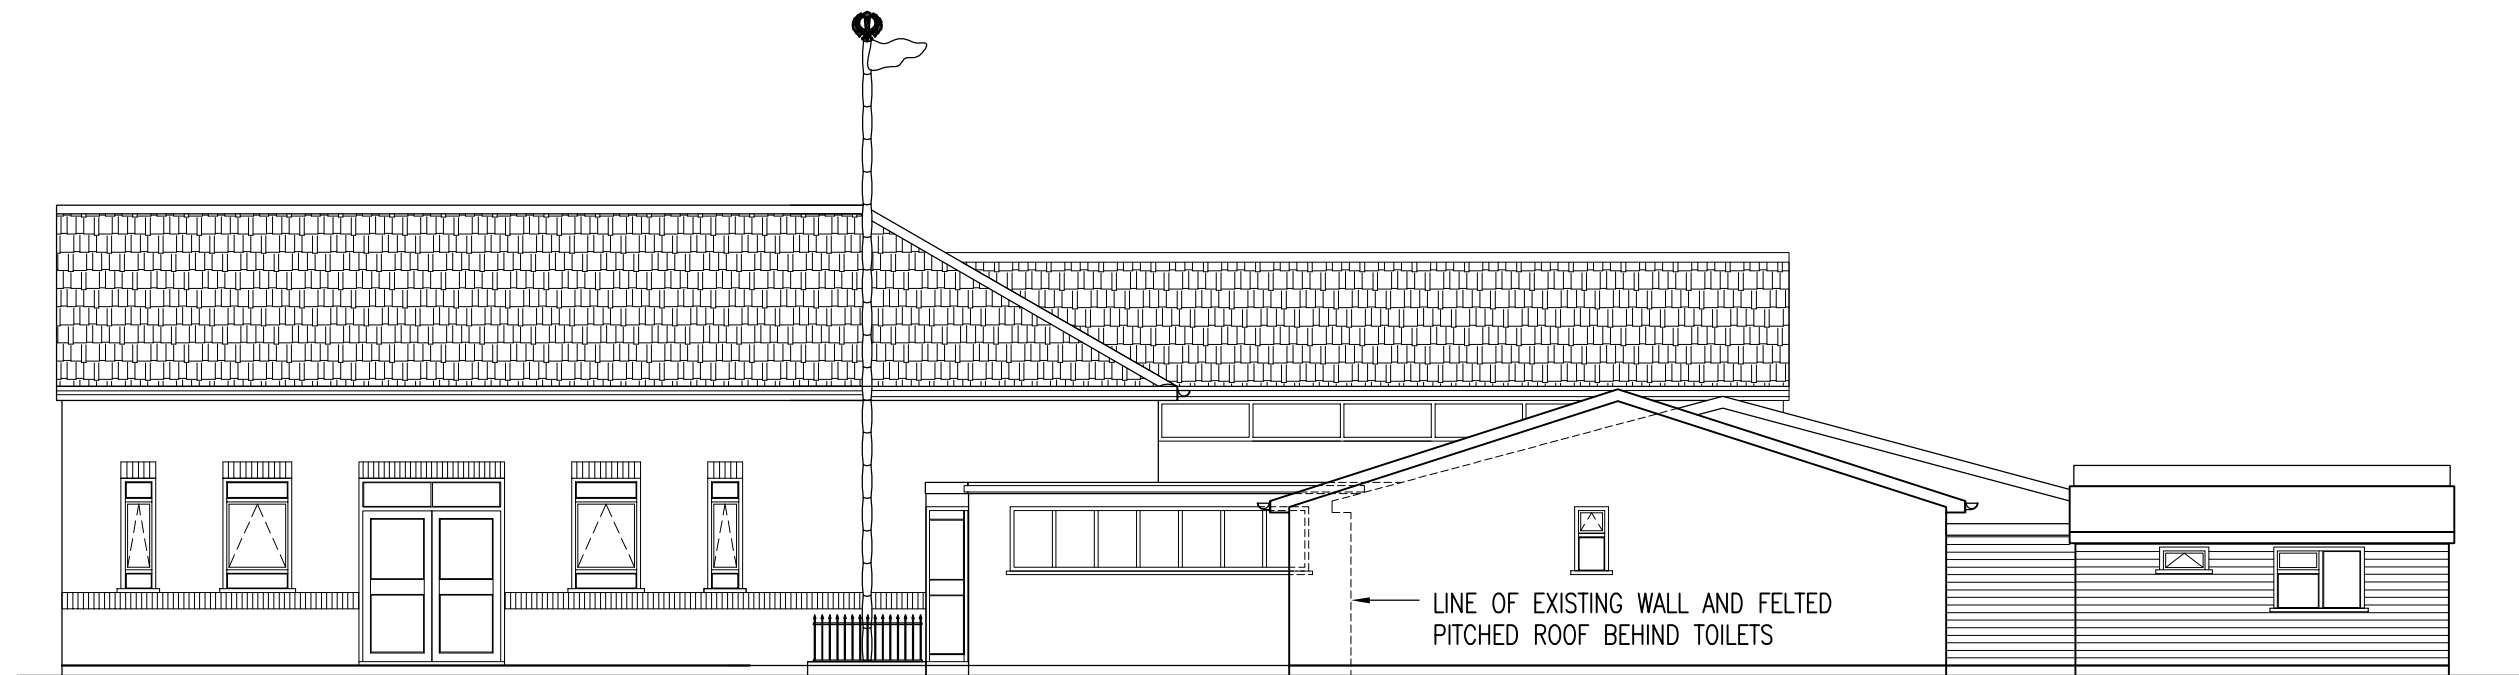 LINE OF EXISTING WALL AND FELTED
PITCHED ROOF BEHIND TOILETS